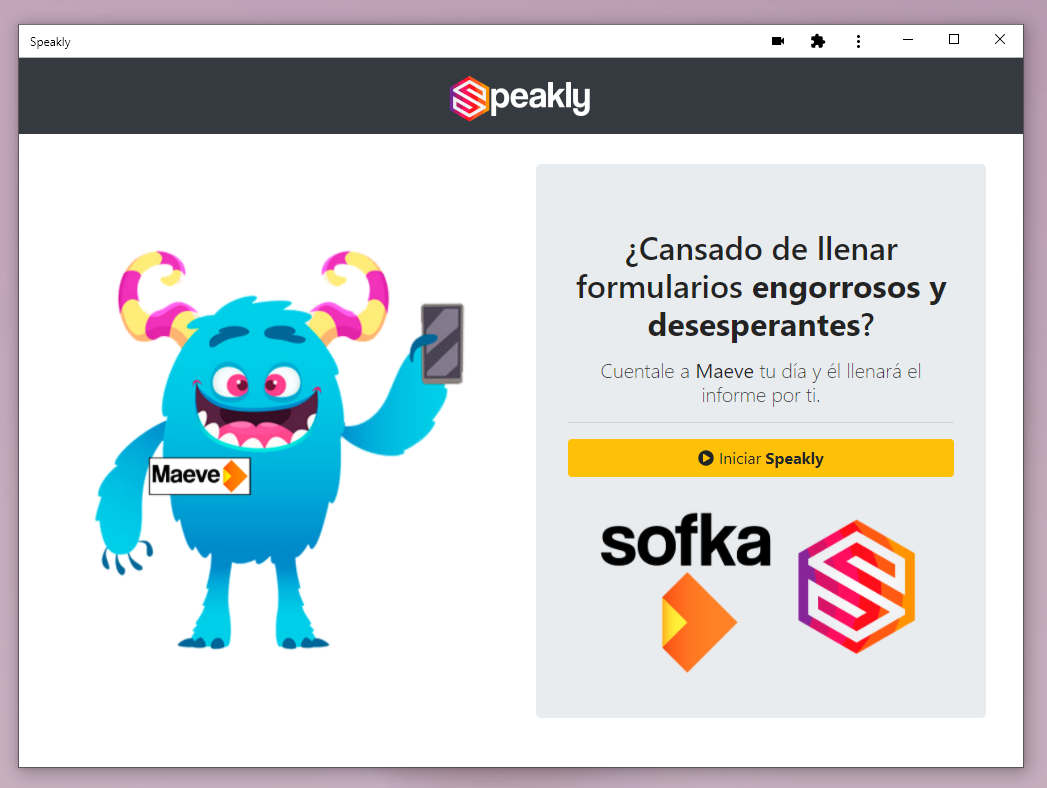 Speakly
Speakly
¿Cansado de llenar
formularios engorrosos y
desesperantes?
Cuentale a Maeve tu día y él llenará el
informe por ti.
Iniciar Speakly
Maeve
sofka